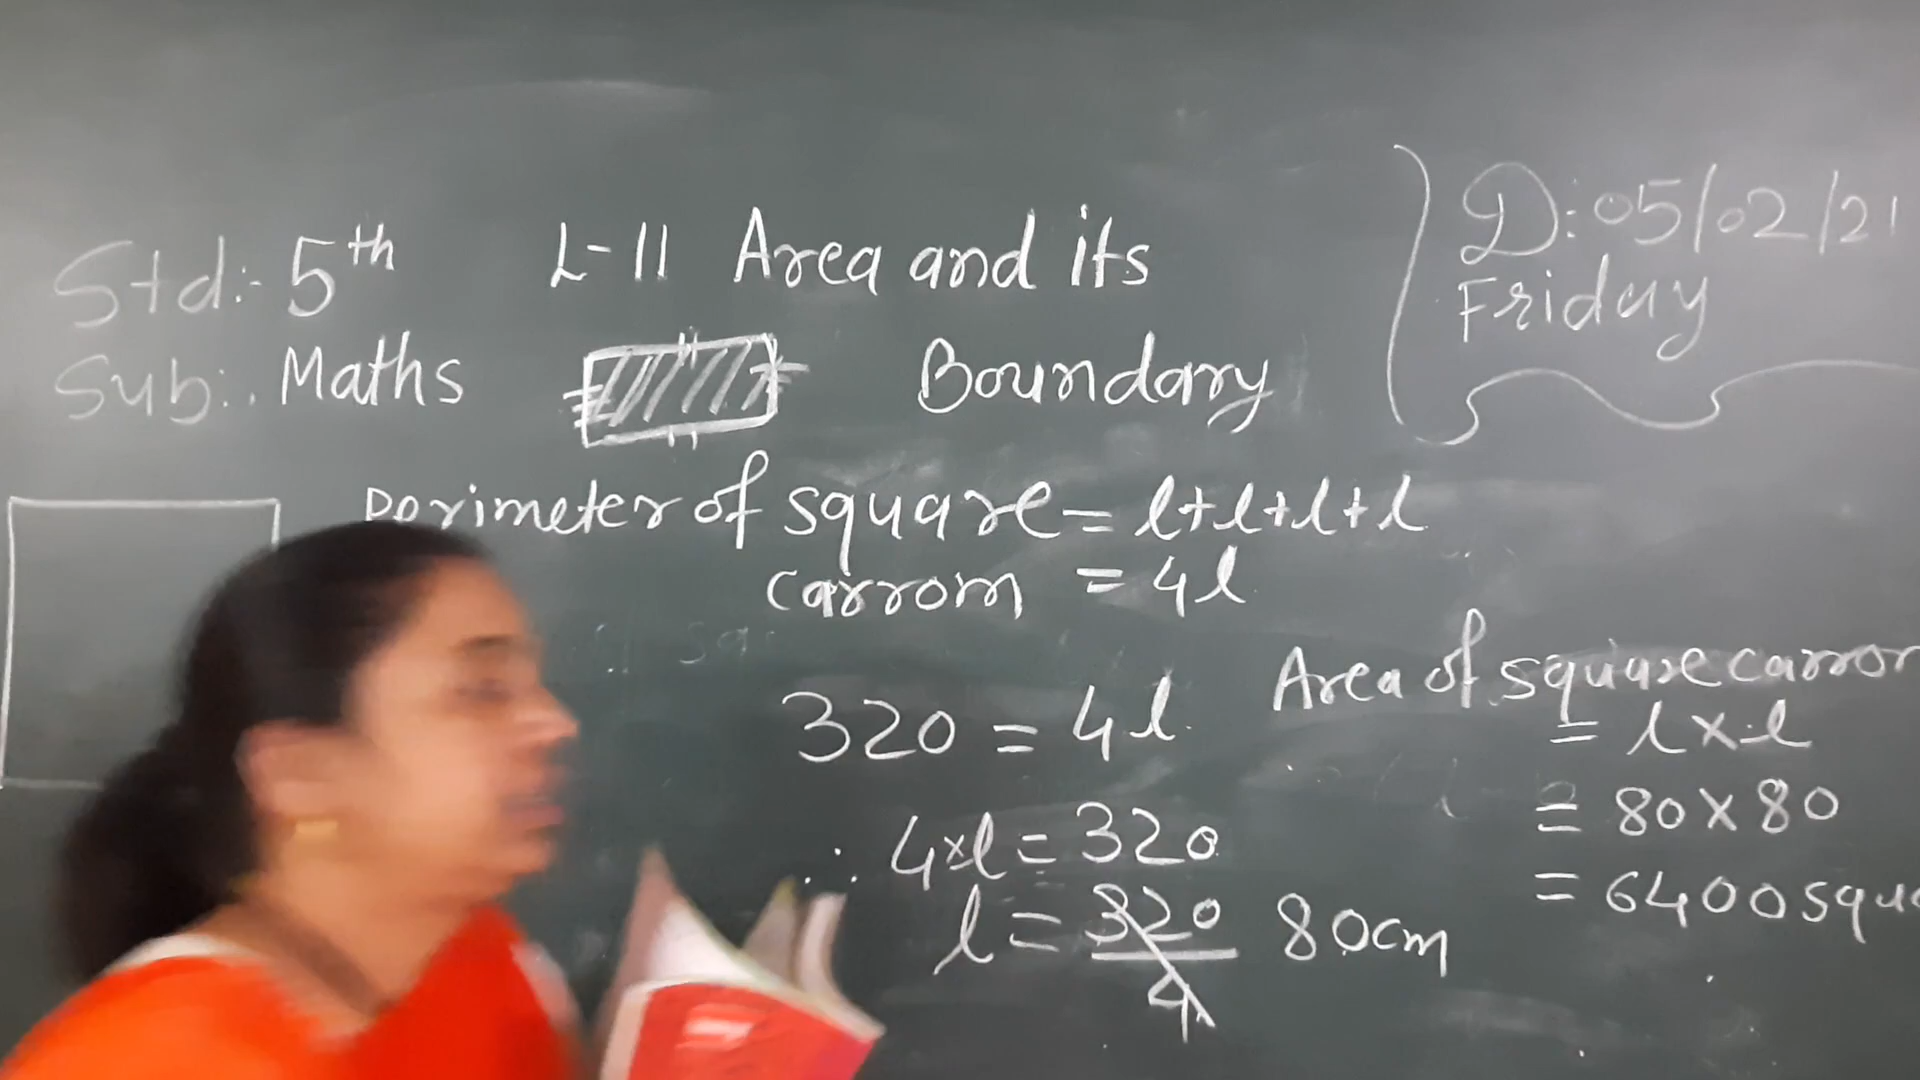 Std:- 5th
Sub:. Maths
L-11 Area and its
Boundary
D:05/02/21
Friday
Perimeter of square = l+l+l+l
carrom = 4l
320 = 4l
∴ 4×l = 320
l = 320/4 80cm
Area of square carrom
= l×l
= 80×80
= 6400 squ